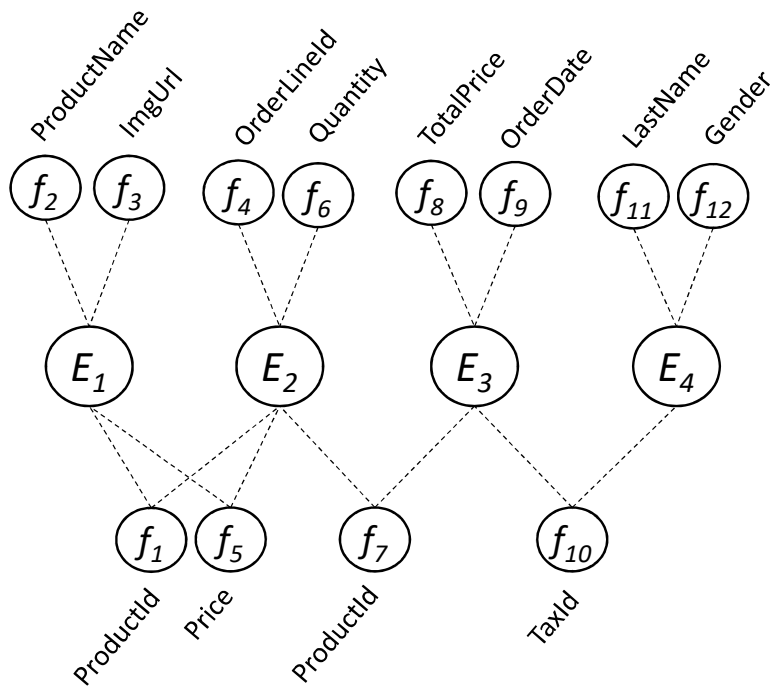 ProductName
ImgUrl
OrderLineId
Quantity
TotalPrice
OrderDate
LastName
Gender
f2
f3
f4
f6
f8
f9
f11
f12
E1
E2
E3
E4
f1
f5
f7
f10
ProductId
Price
ProductId
TaxId